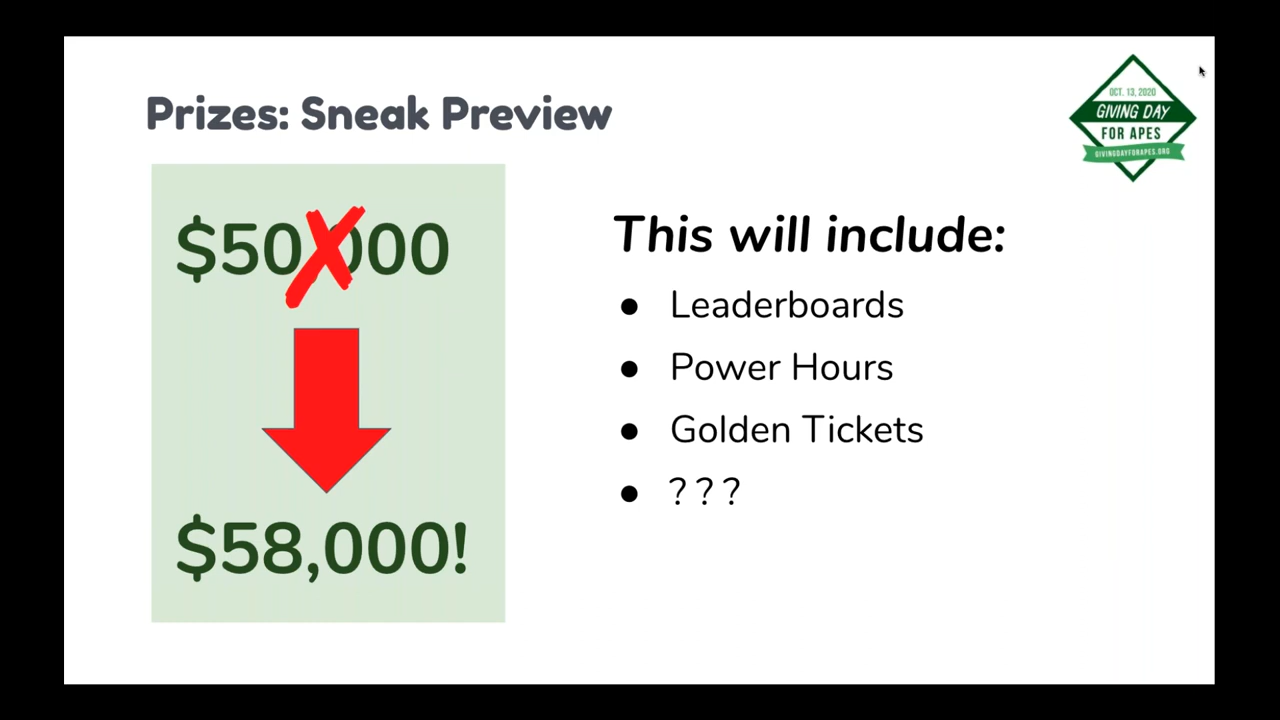 Prizes: Sneak Preview
OCT. 13, 2020
GIVING DAY
FOR APES
GIVINGDAYFORAPES.ORG
$50,000
$58,000!
This will include:
● Leaderboards
● Power Hours
● Golden Tickets
● ? ? ?